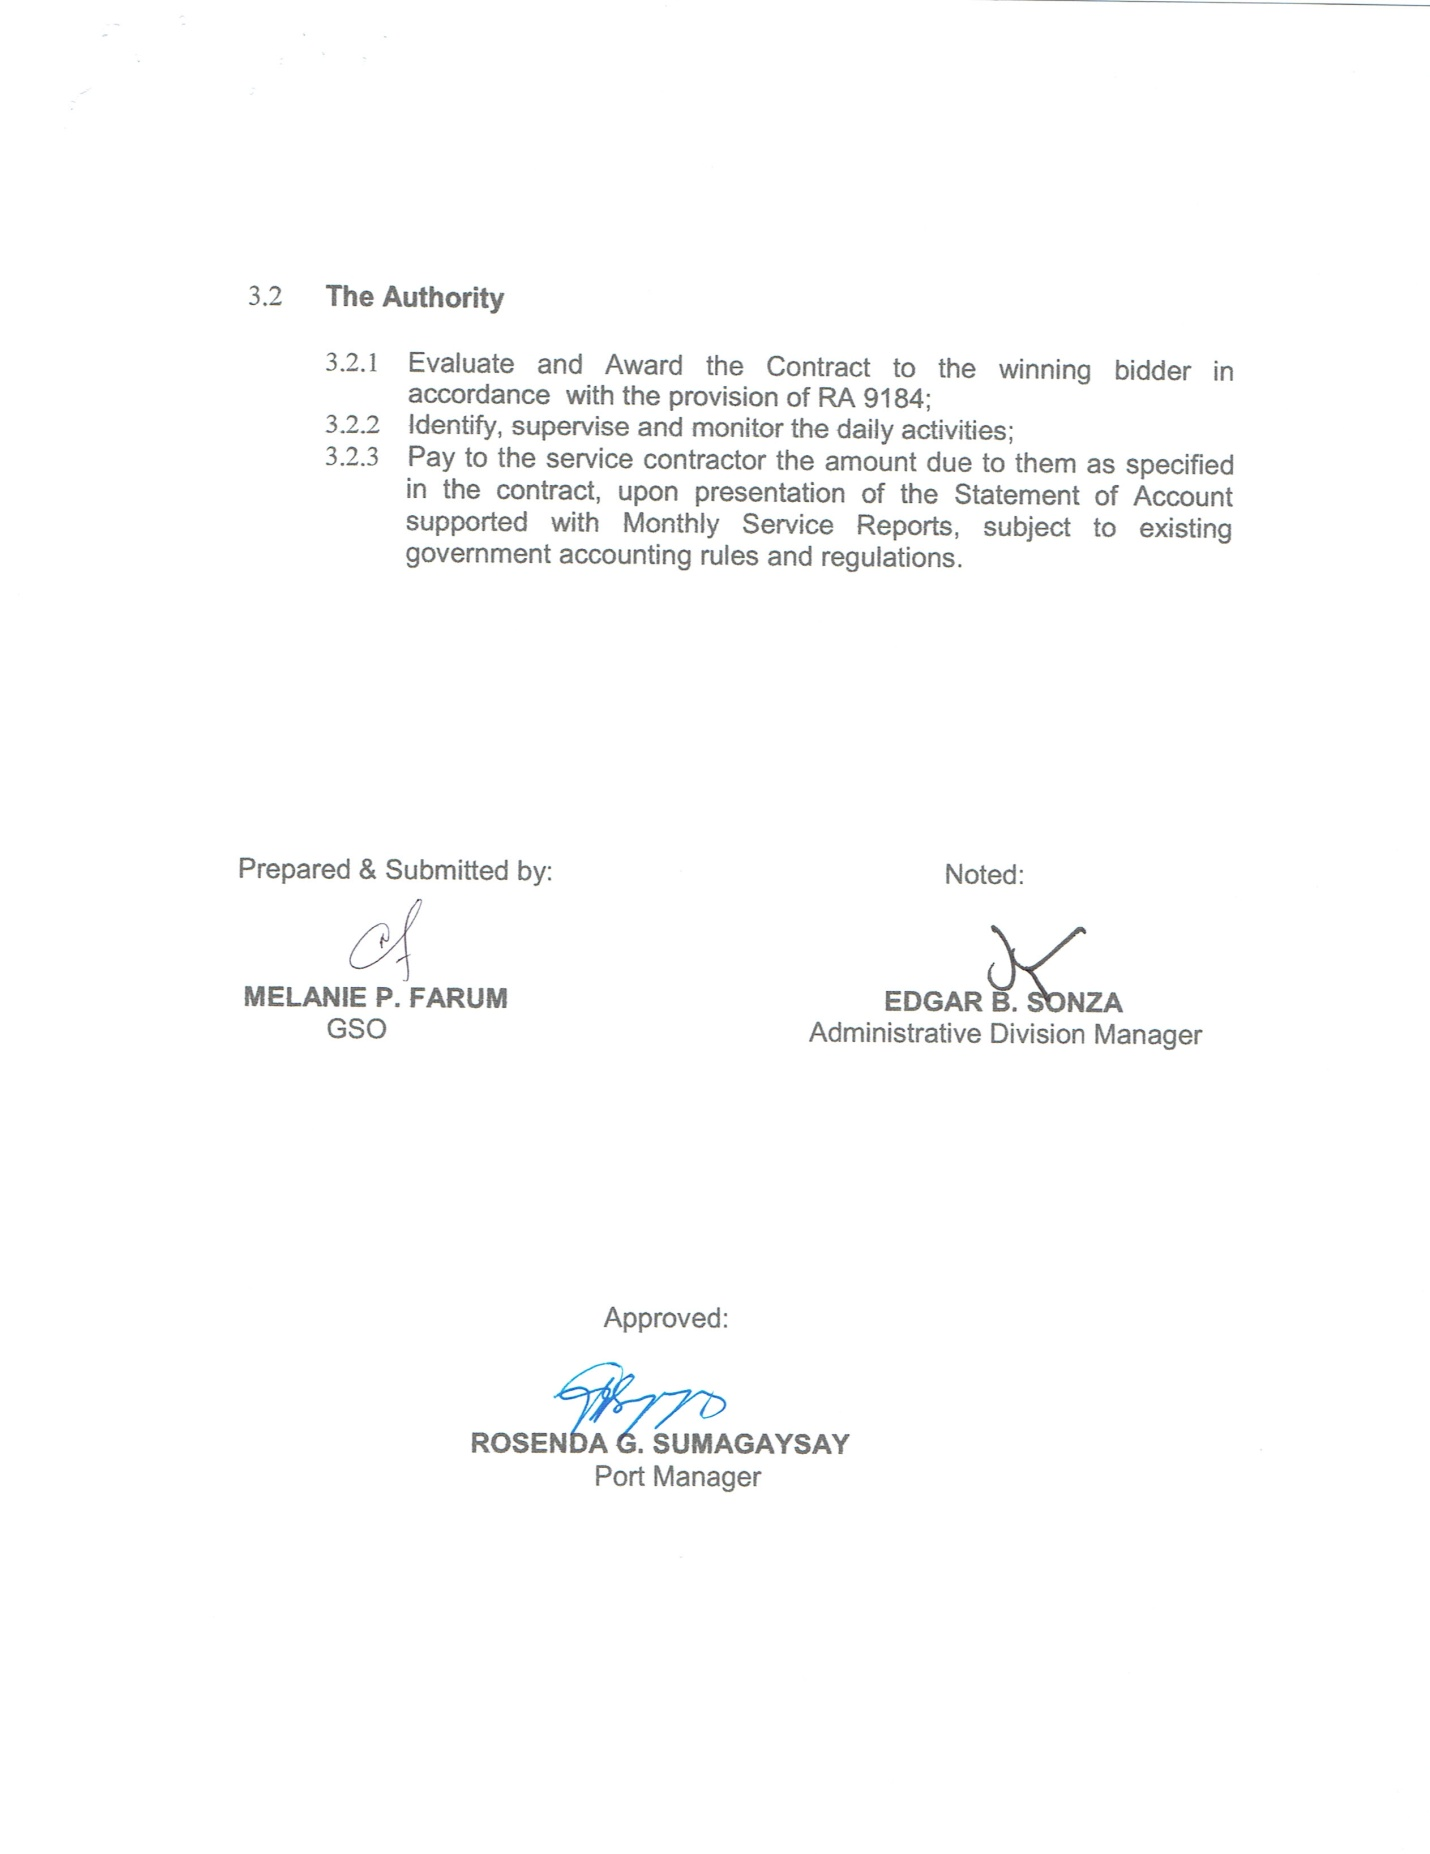 3.2 The Authority
3.2.1 Evaluate and Award the Contract to the winning bidder in
accordance with the provision of RA 9184;
3.2.2 Identify, supervise and monitor the daily activities;
3.2.3 Pay to the service contractor the amount due to them as specified
in the contract, upon presentation of the Statement of Account
supported with Monthly Service Reports, subject to existing
government accounting rules and regulations.
Prepared & Submitted by:
Noted:
MELANIE P. FARUM
GSO
EDGAR B. SONZA
Administrative Division Manager
Approved:
ROSENDA G. SUMAGAYSAY
Port Manager